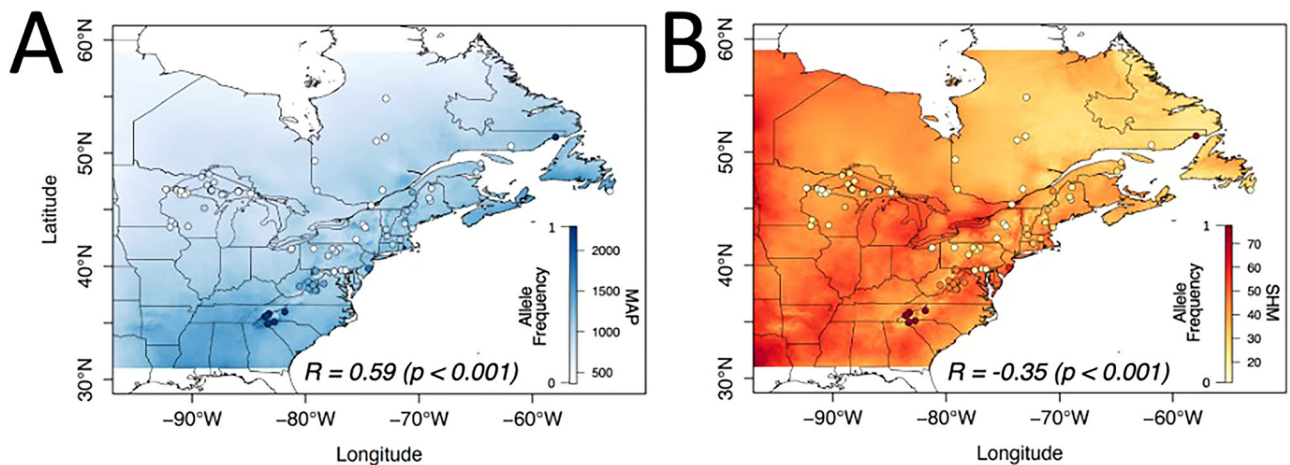 A
60°N
50°N
40°N
30°N
Latitude
−90°W
−80°W
−70°W
−60°W
Longitude
1
0
Allele
Frequency
2000
1500
1000
500
MAP
R = 0.59 (p < 0.001)
B
60°N
50°N
40°N
30°N
−90°W
−80°W
−70°W
−60°W
Longitude
1
0
Allele
Frequency
70
60
50
40
30
20
SHM
R = -0.35 (p < 0.001)